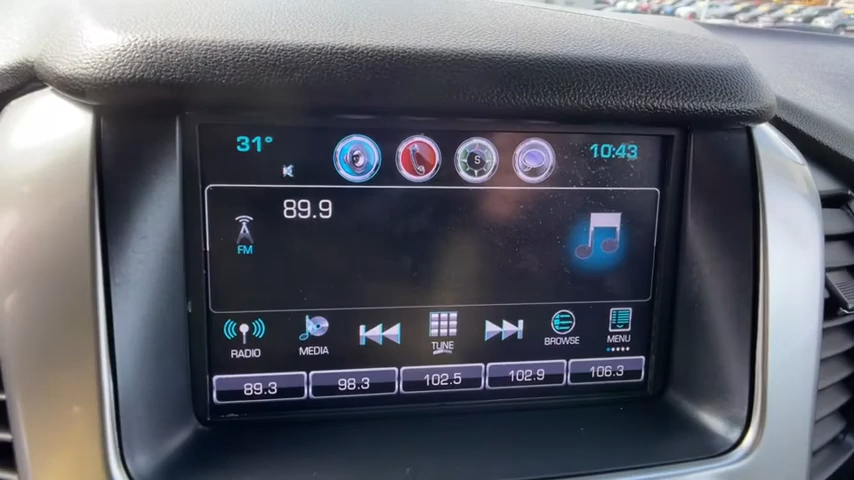 31° 10:43
S
89.9
FM
RADIO MEDIA TUNE BROWSE MENU
89.3 98.3 102.5 102.9 106.3